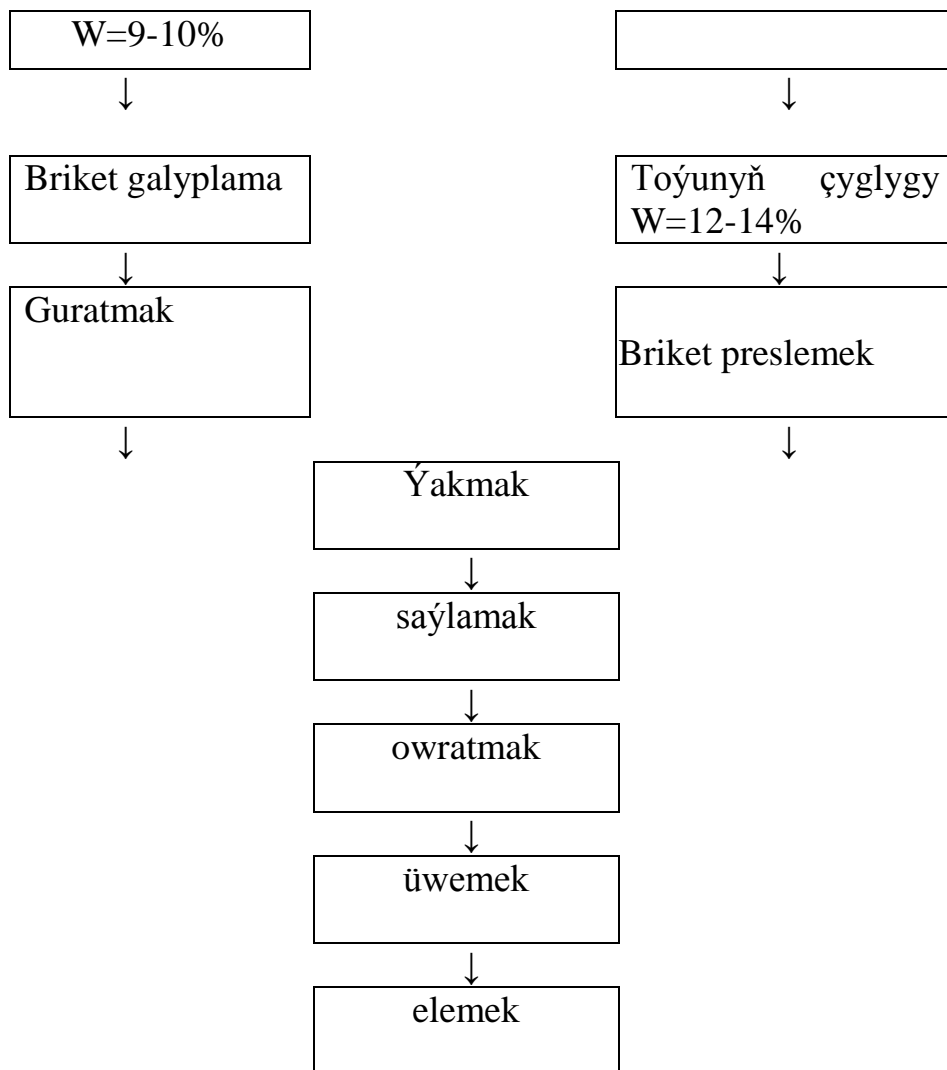 W=9-10%
↓
↓
Briket galyplama
Toýunyň çyglygy
W=12-14%
↓
↓
Guratmak
Briket preslemek
↓
↓
Ýakmak
↓
saýlamak
↓
owratmak
↓
üwemek
↓
elemek